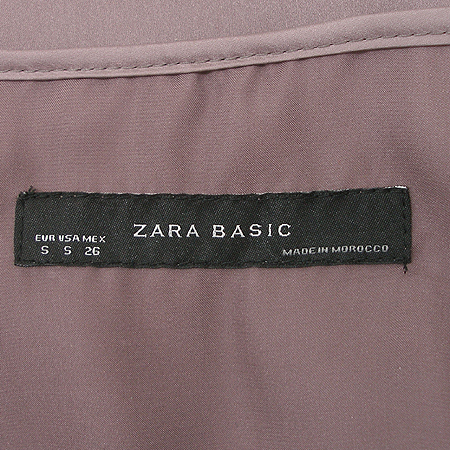 ZARA BASIC
EUR USA MEX
S S 26
MADE IN MOROCCO